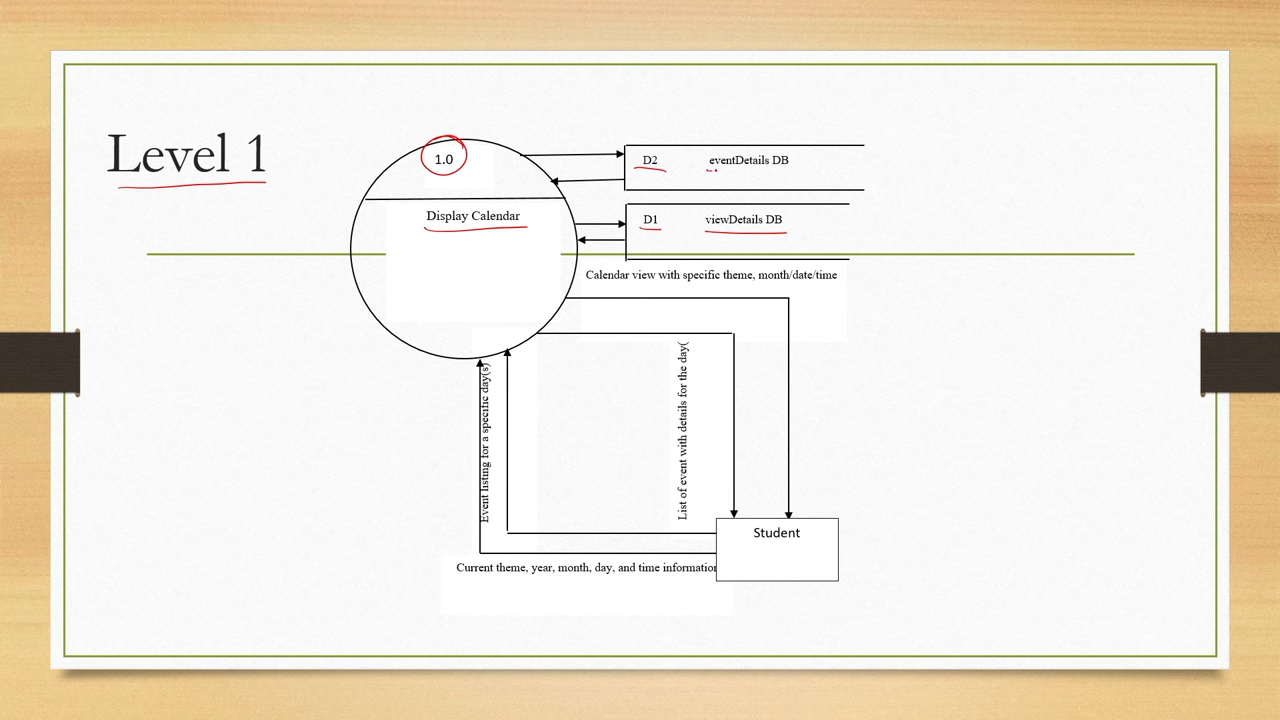 Level 1
1.0
Display Calendar
D2 eventDetails DB
D1 viewDetails DB
Calendar view with specific theme, month/date/time
Event listing for a specific day(s)
List of event with details for the day(
Student
Current theme, year, month, day, and time information